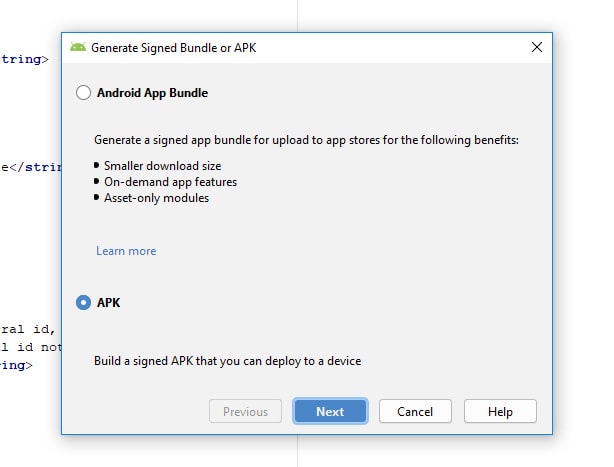 Generate Signed Bundle or APK
tring>
Android App Bundle
Generate a signed app bundle for upload to app stores for the following benefits:
• Smaller download size
e</strin
• On-demand app features
• Asset-only modules
Learn more
APK
ral id,
l id not
Build a signed APK that you can deploy to a device
ing>
Previous Next Cancel Help